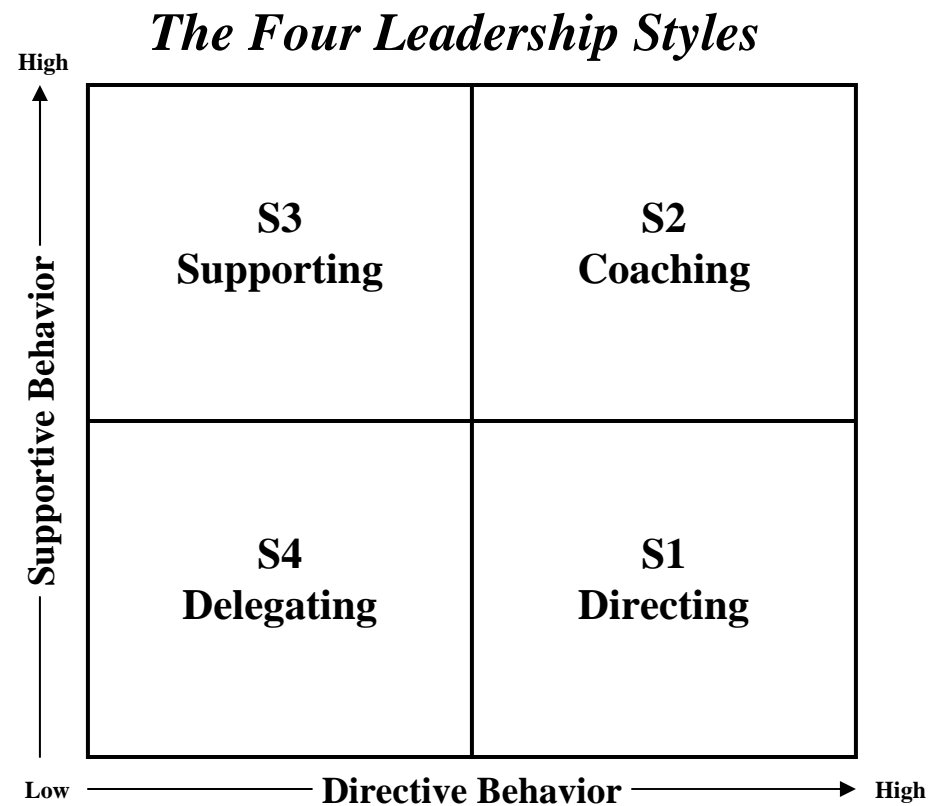 The Four Leadership Styles
High
S3
Supporting
S2
Coaching
Supportive Behavior
S4
Delegating
S1
Directing
Low
Directive Behavior
High